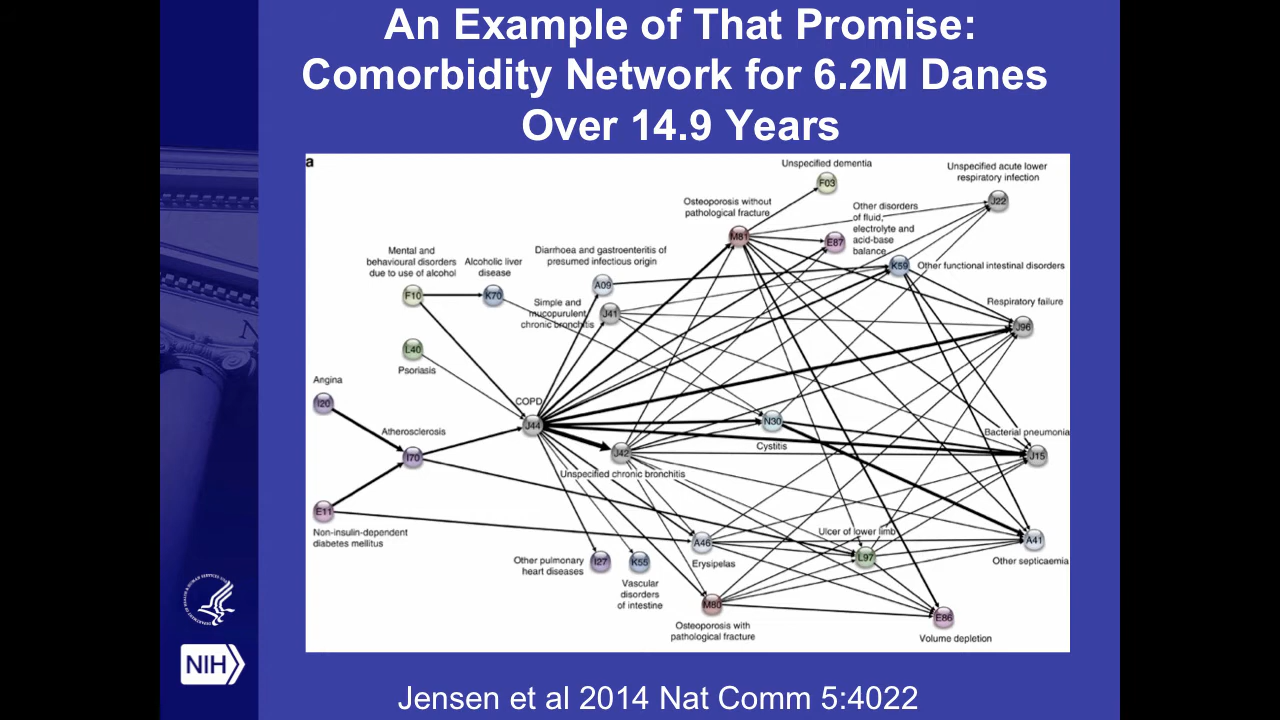 An Example of That Promise:
Comorbidity Network for 6.2M Danes
Over 14.9 Years
a
Unspecified dementia
F03
Unspecified acute lower
respiratory infection
J22
Osteoporosis without
pathological fracture
M81
Other disorders
of fluid,
electrolyte and
acid-base
balance
E87
Mental and
behavioural disorders
due to use of alcohol
F10
Alcoholic liver
disease
K70
Diarrhoea and gastroenteritis of
presumed infectious origin
A09
K59
Other functional intestinal disorders
Simple and
mucopurulent
chronic bronchitis
J41
Respiratory failure
J96
L40
Psoriasis
Angina
I20
COPD
J44
Atherosclerosis
I70
N30
Cystitis
Bacterial pneumonia
J15
J42
Unspecified chronic bronchitis
E11
Non-insulin-dependent
diabetes mellitus
A46
Erysipelas
Ulcer of lower limb
L97
A41
Other septicaemia
Other pulmonary
heart diseases
I27
K55
Vascular
disorders
of intestine
M80
Osteoporosis with
pathological fracture
E86
Volume depletion
NIH
Jensen et al 2014 Nat Comm 5:4022